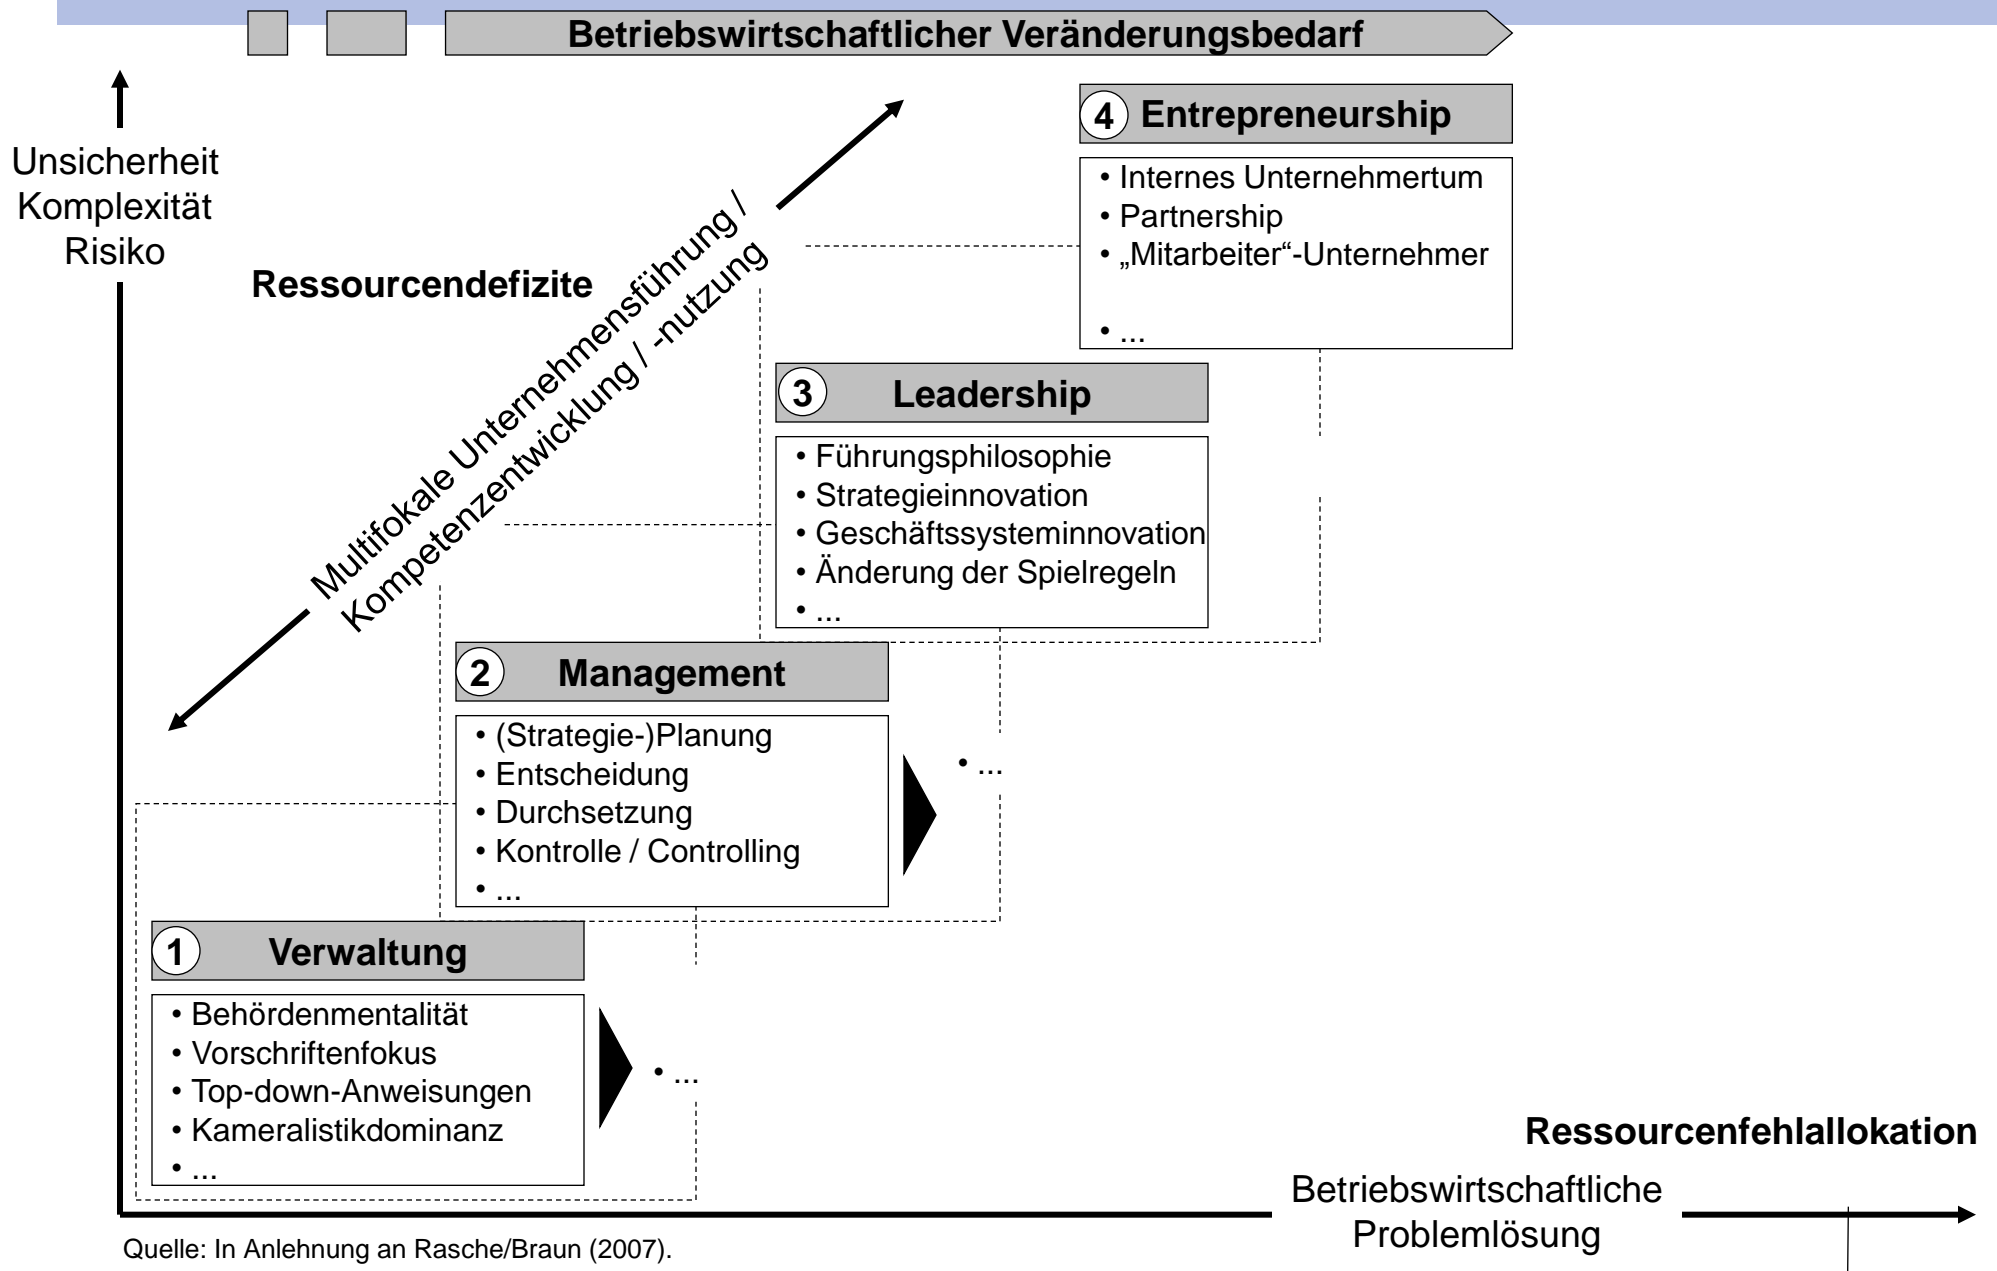 Betriebswirtschaftlicher Veränderungsbedarf
Unsicherheit
Komplexität
Risiko
Ressourcendefizite
Multifokale Unternehmensführung /
Kompetenzentwicklung / -nutzung
4 Entrepreneurship
• Internes Unternehmertum
• Partnership
• „Mitarbeiter“-Unternehmer
• ...
3 Leadership
• Führungsphilosophie
• Strategieinnovation
• Geschäftssysteminnovation
• Änderung der Spielregeln
• ...
2 Management
• (Strategie-)Planung
• Entscheidung
• Durchsetzung
• Kontrolle / Controlling
• ...
• ...
1 Verwaltung
• Behördenmentalität
• Vorschriftenfokus
• Top-down-Anweisungen
• Kameralistikdominanz
• ...
• ...
Ressourcenfehlallokation
Betriebswirtschaftliche
Problemlösung
Quelle: In Anlehnung an Rasche/Braun (2007).